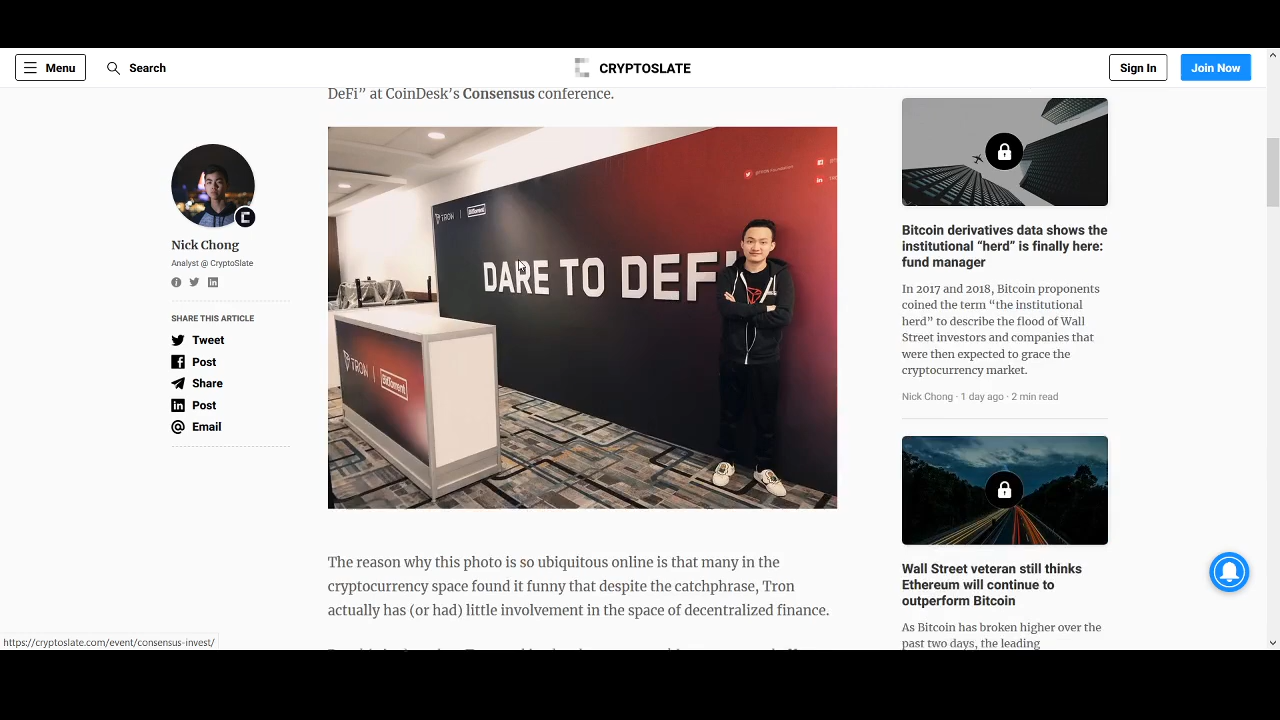 Menu
Search
CRYPTOSLATE
Sign In
Join Now
DeFi” at CoinDesk’s Consensus conference.
TRON | BitTorrent
DARE TO DEF
TRON | BitTorrent
Nick Chong
Analyst @ CryptoSlate
SHARE THIS ARTICLE
Tweet
Post
Share
Post
Email
The reason why this photo is so ubiquitous online is that many in the
cryptocurrency space found it funny that despite the catchphrase, Tron
actually has (or had) little involvement in the space of decentralized finance.
Bitcoin derivatives data shows the
institutional “herd” is finally here:
fund manager
In 2017 and 2018, Bitcoin proponents
coined the term “the institutional
herd” to describe the flood of Wall
Street investors and companies that
were then expected to grace the
cryptocurrency market.
Nick Chong · 1 day ago · 2 min read
Wall Street veteran still thinks
Ethereum will continue to
outperform Bitcoin
As Bitcoin has broken higher over the
past two days, the leading
https://cryptoslate.com/event/consensus-invest/